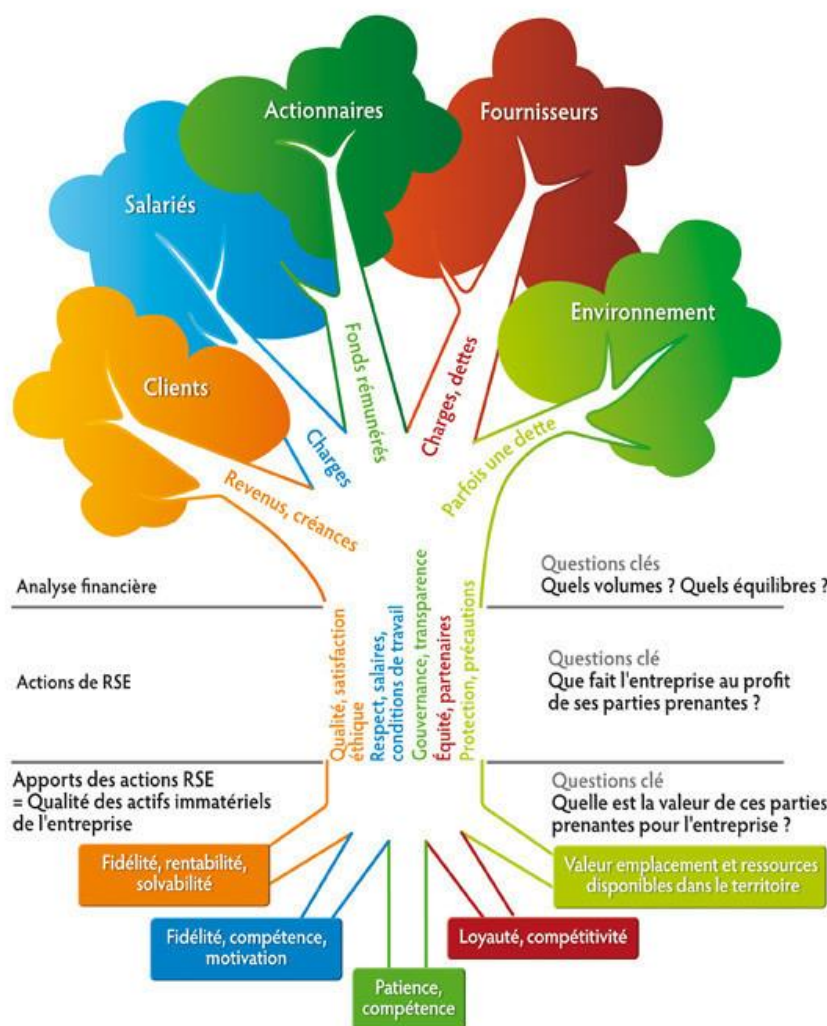 Actionnaires
Fournisseurs
Salariés
Environnement
Clients
Fonds rémunérés
Charges, dettes
Charges
Parfois une dette
Revenus, créances
Analyse financière
Questions clés
Quels volumes ? Quels équilibres ?
Qualité, satisfaction
éthique
Respect, salaires,
conditions de travail
Gouvernance, transparence
Équité, partenaires
Protection, précautions
Actions de RSE
Questions clé
Que fait l'entreprise au profit
de ses parties prenantes ?
Apports des actions RSE
= Qualité des actifs immatériels
de l'entreprise
Questions clé
Quelle est la valeur de ces parties
prenantes pour l'entreprise ?
Fidélité, rentabilité,
solvabilité
Valeur emplacement et ressources
disponibles dans le territoire
Fidélité, compétence,
motivation
Loyauté, compétitivité
Patience,
compétence